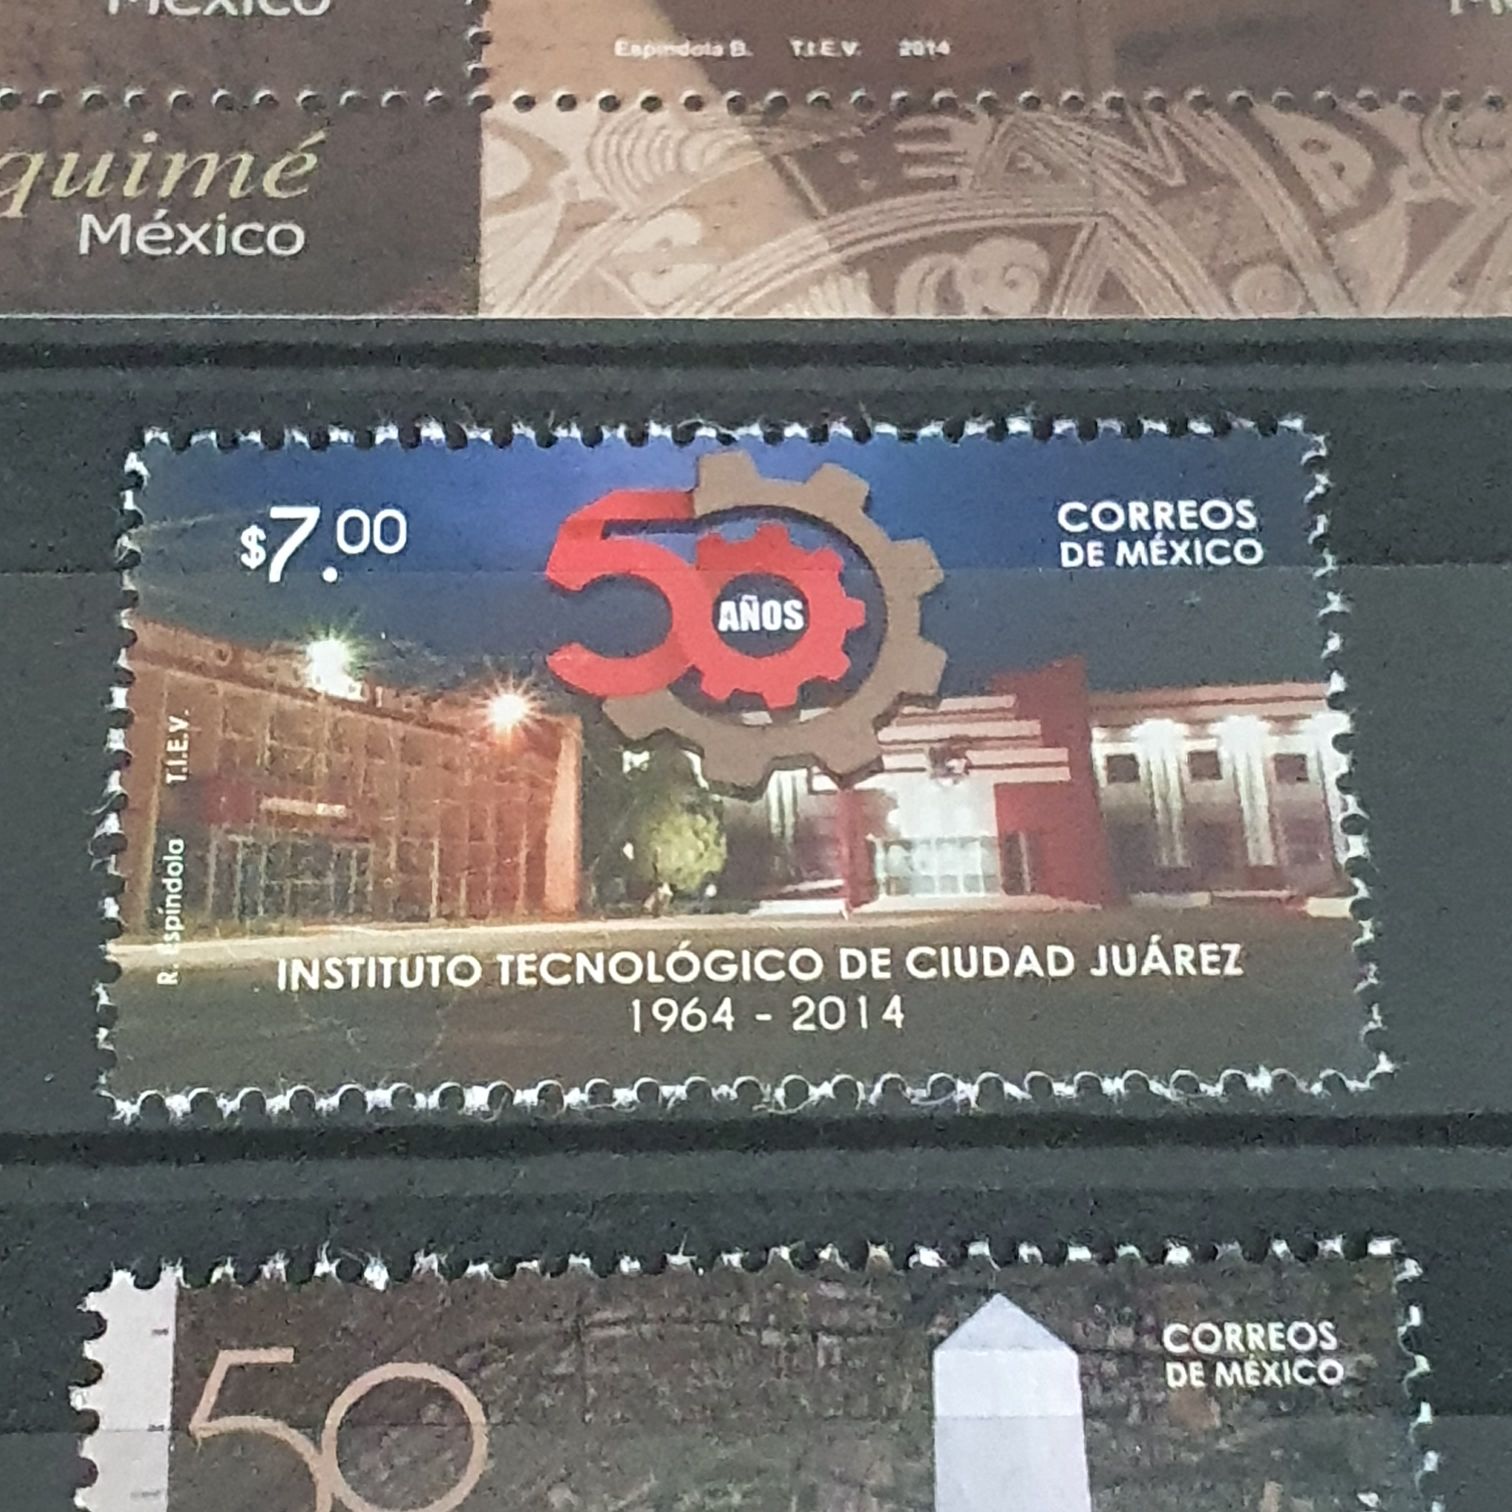 México
Espíndola B. T.I.E.V. 2014
quimé
México
$7.00
50
AÑOS
CORREOS
DE MÉXICO
R. Espíndola T.I.E.V.
INSTITUTO TECNOLÓGICO DE CIUDAD JUÁREZ
1964 - 2014
50
CORREOS
DE MÉXICO